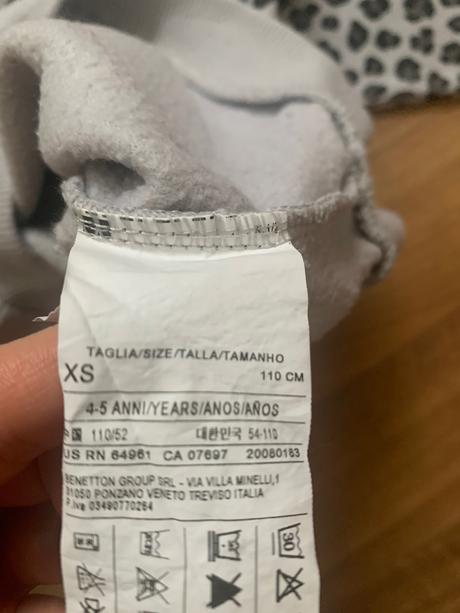 TAGLIA/SIZE/TALLA/TAMANHO
XS 110 CM
4-5 ANNI/YEARS/ANOS/AÑOS
中国 110/52 대한민국 54-110
US RN 64961 CA 07697 20080183
BENETTON GROUP SRL - VIA VILLA MINELLI,1
31050 PONZANO VENETO TREVISO ITALIA
P.Iva 03490770264
30